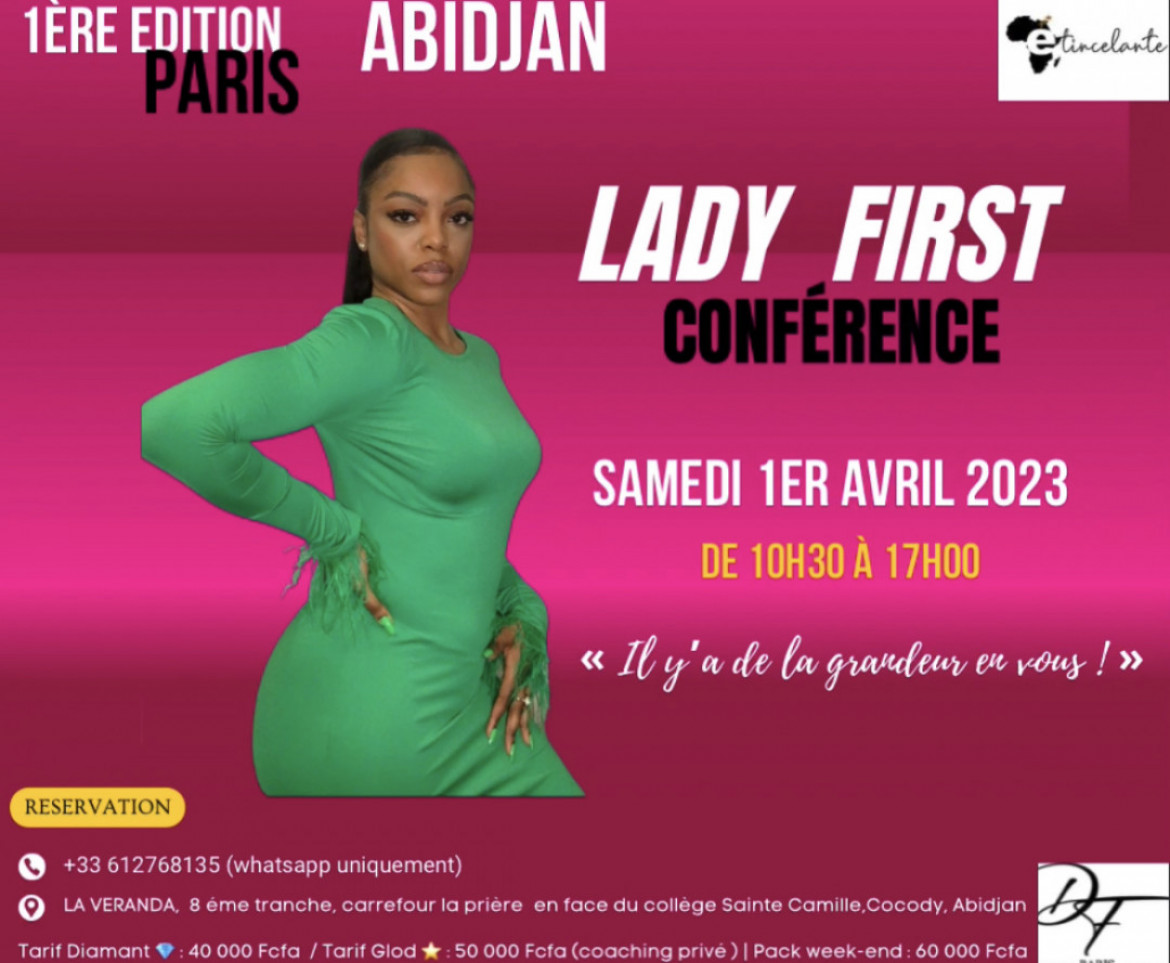 1ÈRE EDITION
PARIS
ABIDJAN
etincelante
LADY FIRST
CONFÉRENCE
SAMEDI 1ER AVRIL 2023
DE 10H30 À 17H00
« Il y'a de la grandeur en vous ! »
RESERVATION
+33 612768135 (whatsapp uniquement)
LA VERANDA, 8 éme tranche, carrefour la prière en face du collège Sainte Camille,Cocody, Abidjan
DF
PARIS
Tarif Diamant 💎 : 40 000 Fcfa / Tarif Glod ⭐ : 50 000 Fcfa (coaching privé ) | Pack week-end : 60 000 Fcfa